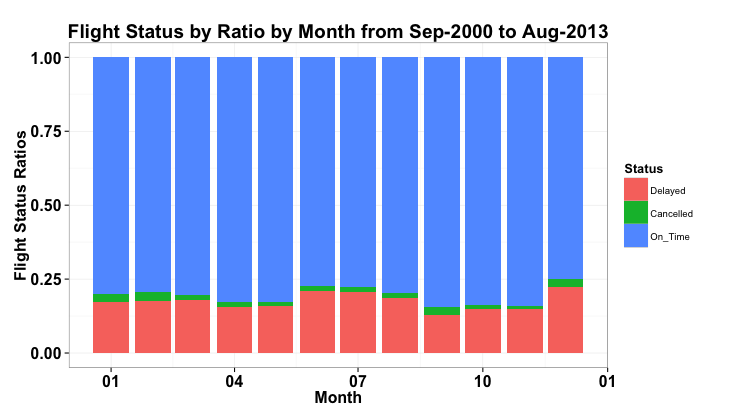 Flight Status by Ratio by Month from Sep-2000 to Aug-2013
Flight Status Ratios
1.00
0.75
0.50
0.25
0.00
01 04 07 10 01
Month
Status
Delayed
Cancelled
On_Time